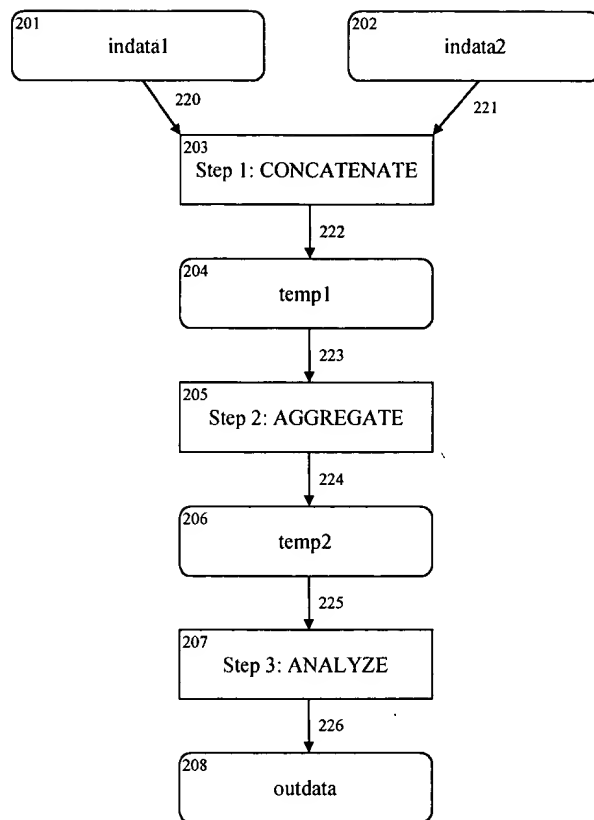 201
indata1
202
indata2
220
221
203
Step 1: CONCATENATE
222
204
temp1
223
205
Step 2: AGGREGATE
224
206
temp2
225
207
Step 3: ANALYZE
226
208
outdata